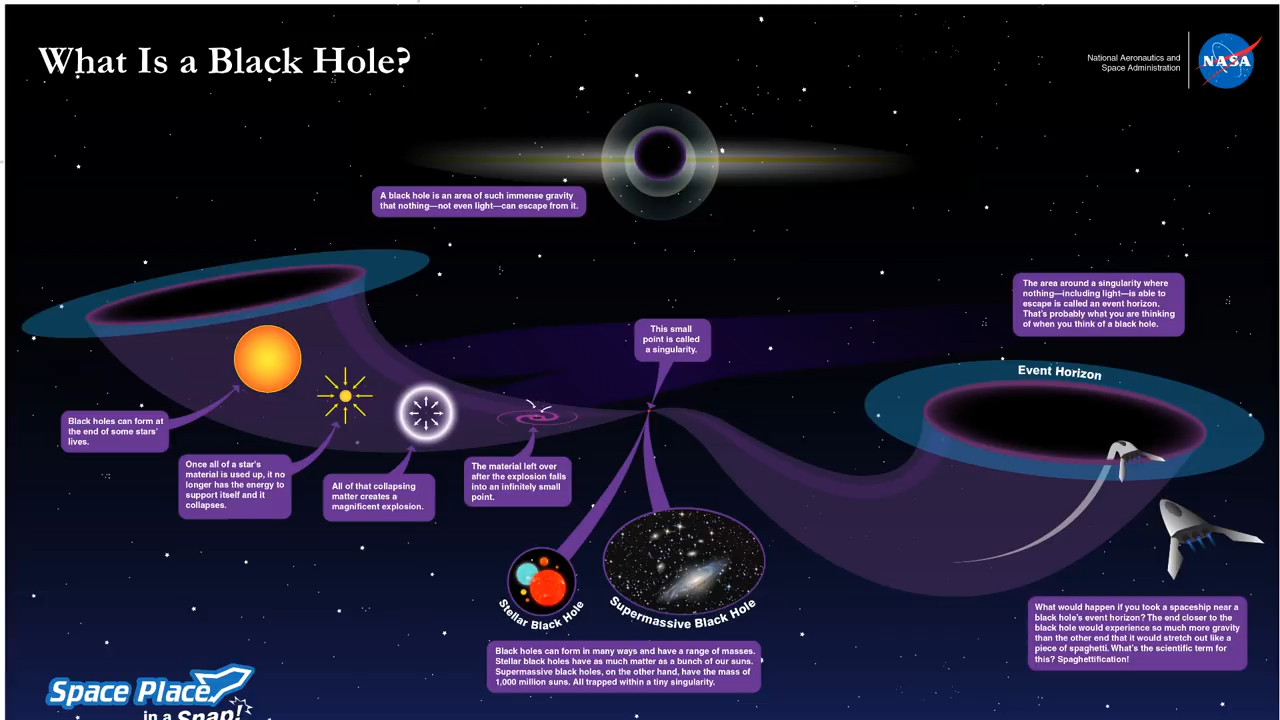 What Is a Black Hole?
National Aeronautics and
Space Administration
NASA
A black hole is an area of such immense gravity
that nothing—not even light—can escape from it.
The area around a singularity where
nothing—including light—is able to
escape is called an event horizon.
That's probably what you are thinking
of when you think of a black hole.
This small
point is called
a singularity.
Event Horizon
Black holes can form at
the end of some stars'
lives.
Once all of a star's
material is used up, it no
longer has the energy to
support itself and it
collapses.
All of that collapsing
matter creates a
magnificent explosion.
The material left over
after the explosion falls
into an infinitely small
point.
Stellar Black Hole
Supermassive Black Hole
What would happen if you took a spaceship near a
black hole's event horizon? The end closer to the
black hole would experience so much more gravity
than the other end that it would stretch out like a
piece of spaghetti. What's the scientific term for
this? Spaghettification!
Black holes can form in many ways and have a range of masses.
Stellar black holes have as much matter as a bunch of our suns.
Supermassive black holes, on the other hand, have the mass of
1,000 million suns. All trapped within a tiny singularity.
Space Place
in a Snap!